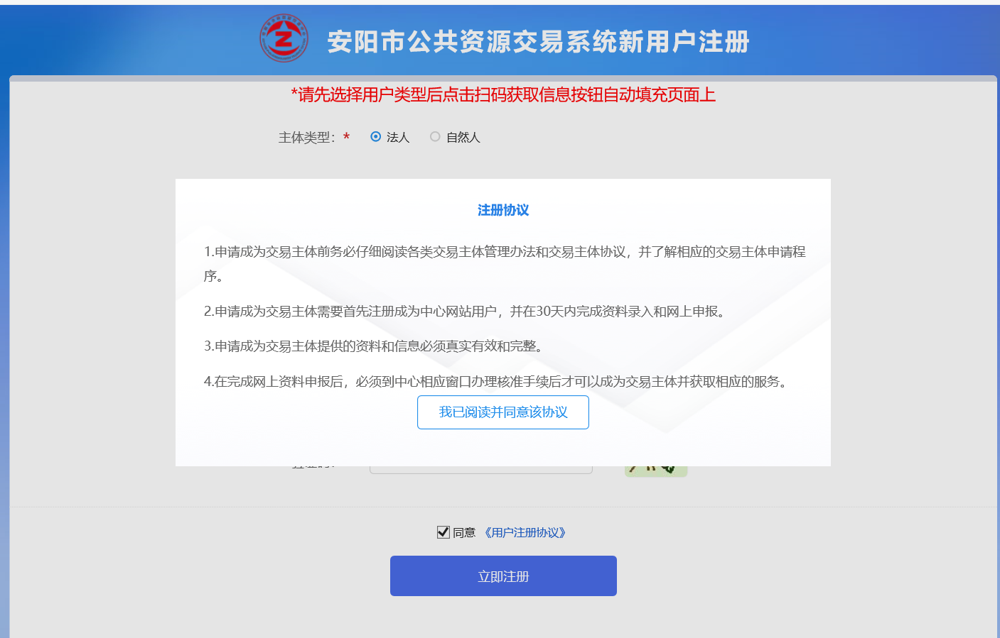 安阳市公共资源交易系统新用户注册
*请先选择用户类型后点击扫码获取信息按钮自动填充页面上
主体类型：* 法人 自然人
注册协议
1.申请成为交易主体前务必仔细阅读各类交易主体管理办法和交易主体协议，并了解相应的交易主体申请程
序。
2.申请成为交易主体需要首先注册成为中心网站用户，并在30天内完成资料录入和网上申报。
3.申请成为交易主体提供的资料和信息必须真实有效和完整。
4.在完成网上资料申报后，必须到中心相应窗口办理核准手续后才可以成为交易主体并获取相应的服务。
我已阅读并同意该协议
同意 《用户注册协议》
立即注册